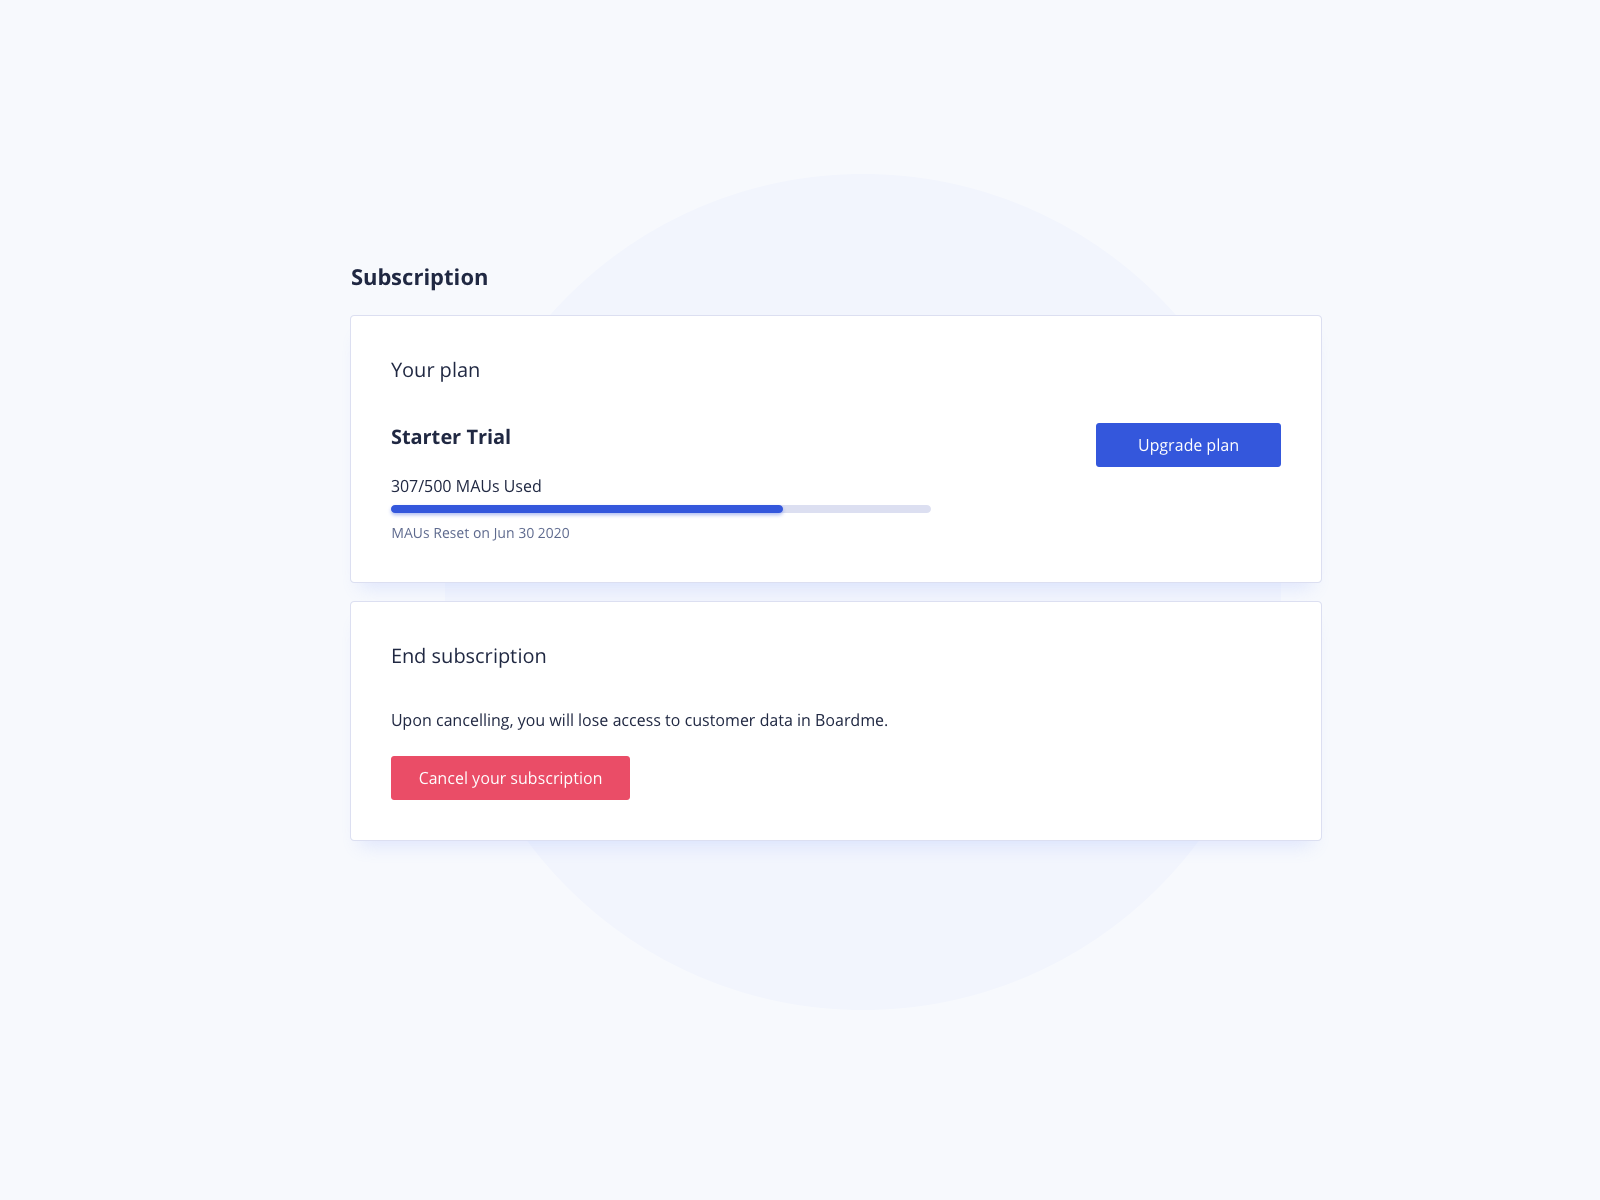 Subscription
Your plan
Starter Trial
Upgrade plan
307/500 MAUs Used
MAUs Reset on Jun 30 2020
End subscription
Upon cancelling, you will lose access to customer data in Boardme.
Cancel your subscription